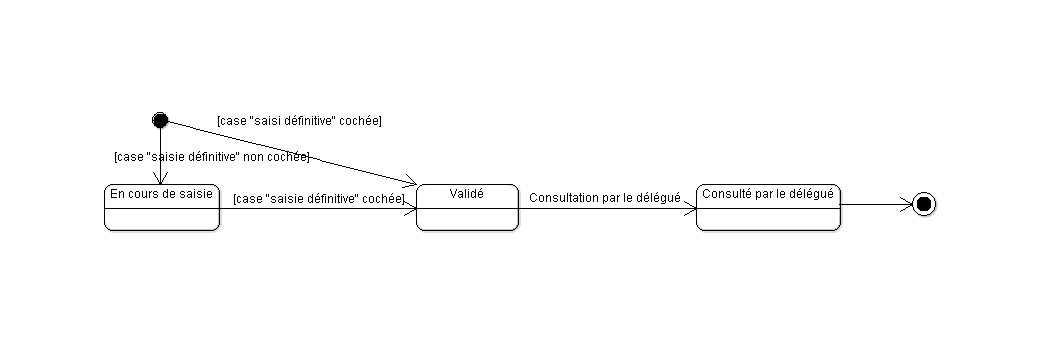 [case "saisi définitive" cochée]
[case "saisie définitive" non cochée]
En cours de saisie
[case "saisie définitive" cochée]
Validé
Consultation par le délégué
Consulté par le délégué